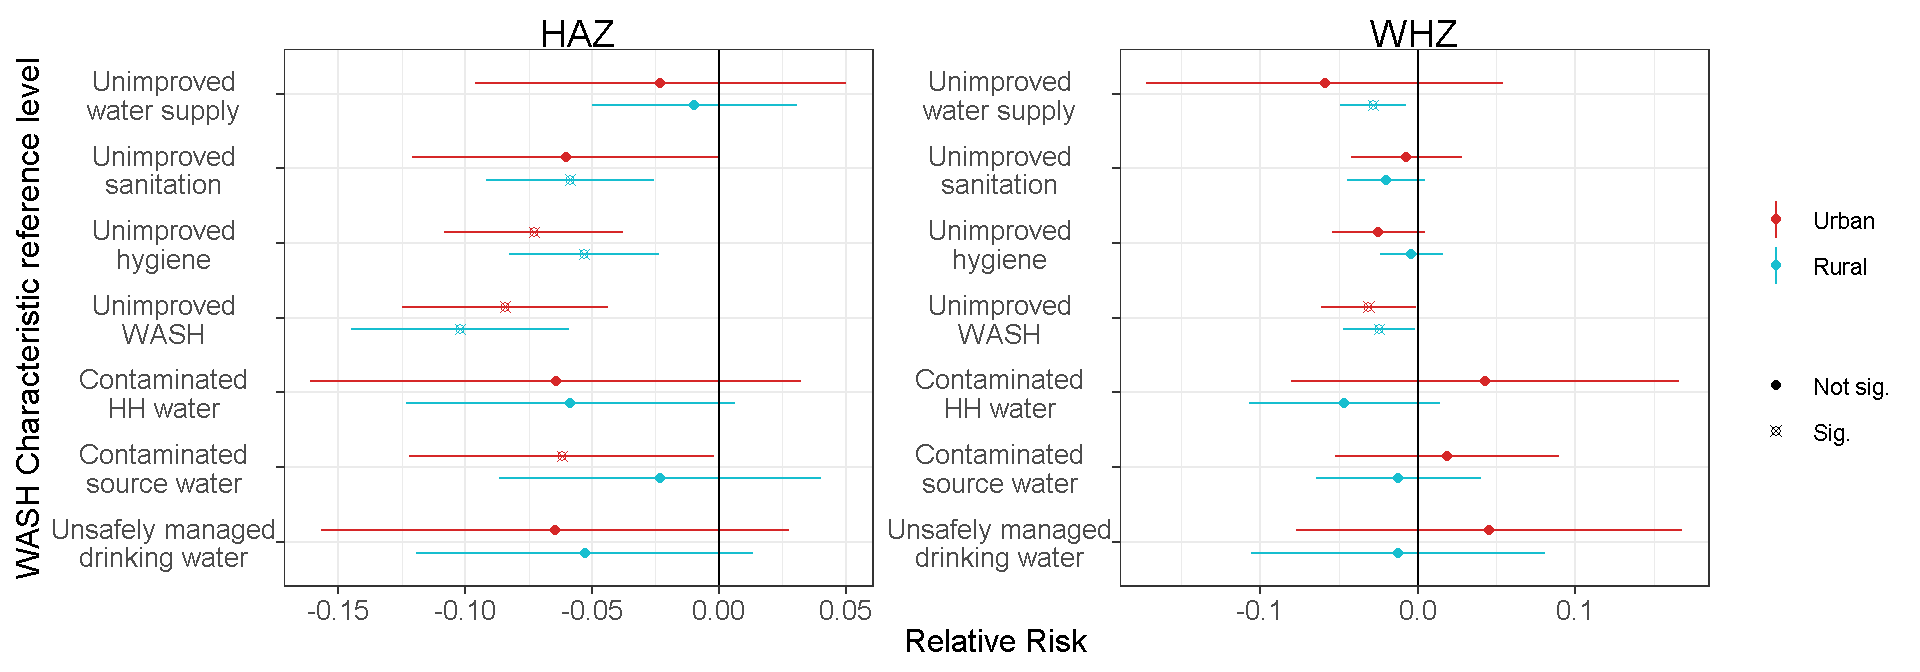 HAZ
WHZ
WASH Characteristic reference level
Unimproved
water supply
Unimproved
sanitation
Unimproved
hygiene
Unimproved
WASH
Contaminated
HH water
Contaminated
source water
Unsafely managed
drinking water
-0.15
-0.10
-0.05
0.00
0.05
Unimproved
water supply
Unimproved
sanitation
Unimproved
hygiene
Unimproved
WASH
Contaminated
HH water
Contaminated
source water
Unsafely managed
drinking water
-0.1
0.0
0.1
Relative Risk
Urban
Rural
Not sig.
Sig.